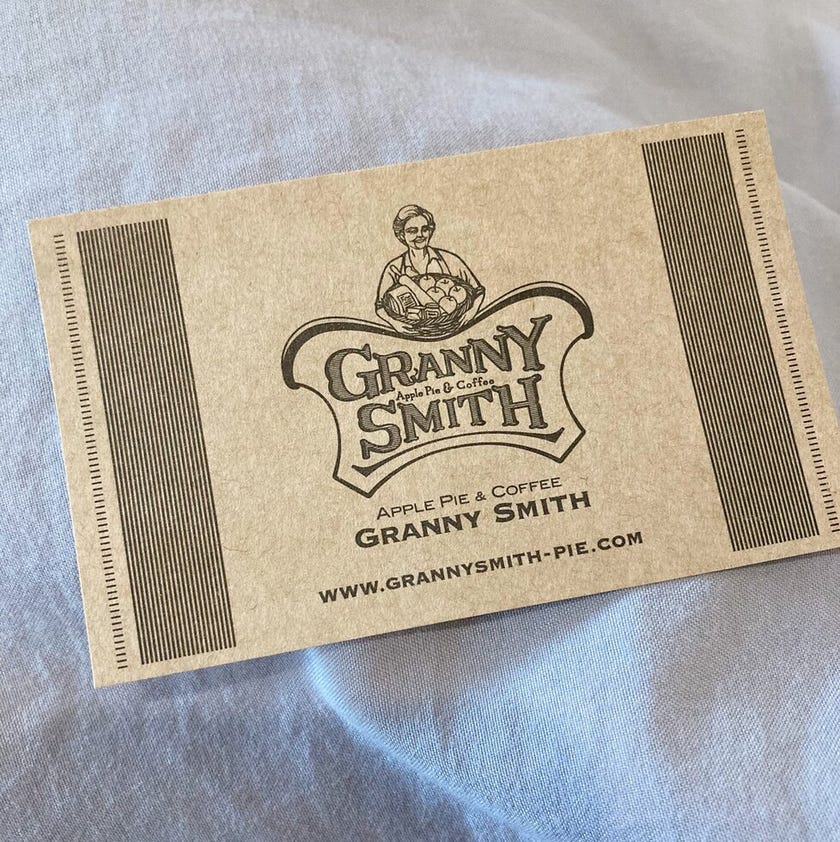 GRANNY
Apple Pie & Coffee
SMITH
APPLE PIE & COFFEE
GRANNY SMITH
WWW.GRANNYSMITH-PIE.COM